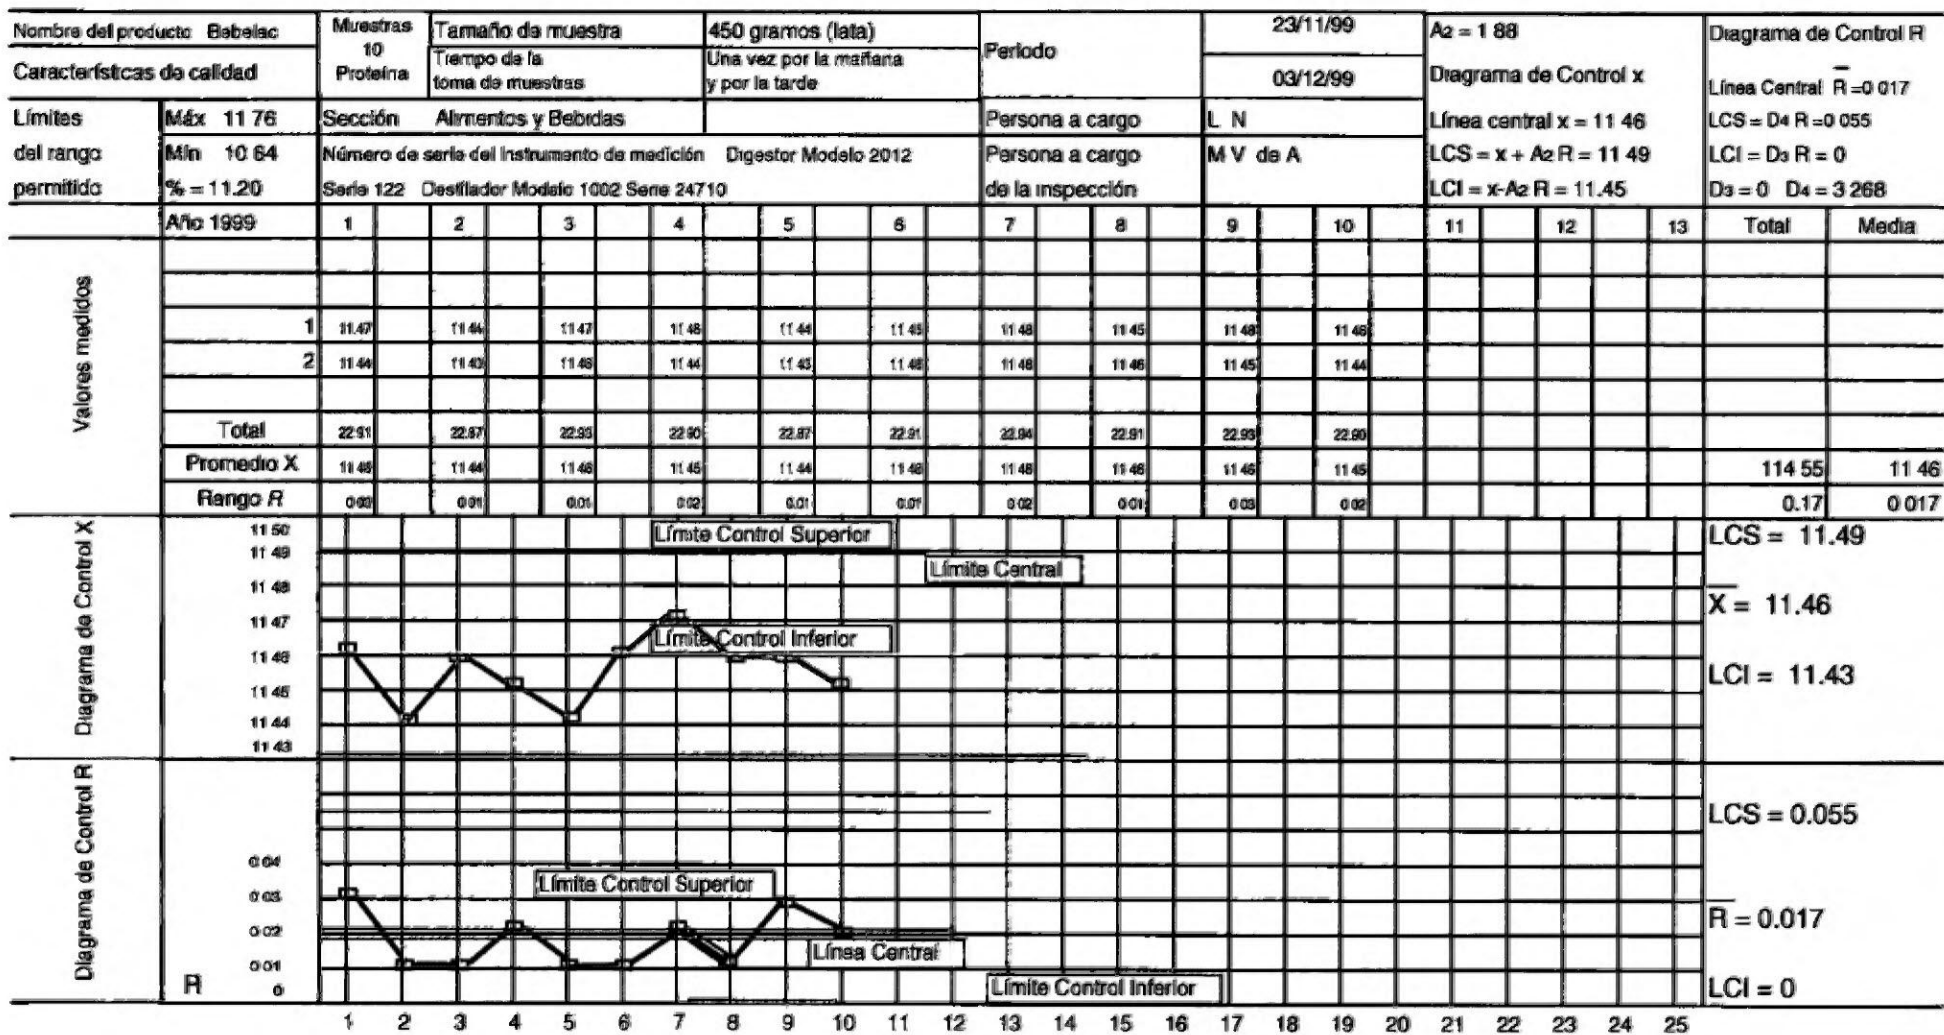 Nombre del producto Bebelac
Muestras 10 Proteína
Tamaño de muestra
450 gramos (lata)
Período
23/11/99
A2 = 1 88
Diagrama de Control R
Características de calidad
Tiempo de la toma de muestras
Una vez por la mañana y por la tarde
03/12/99
Diagrama de Control x
Línea Central R =0 017
Límites del rango permitido
Máx 11 76
Sección Alimentos y Bebidas
Persona a cargo
L N
Línea central x = 11 46
LCS = D4 R =0 055
Mín 10 64
Número de serie del instrumento de medición Digestor Modelo 2012
Persona a cargo de la inspección
M V de A
LCS = x + A2 R = 11 49
LCI = D3 R = 0
% = 11.20
Serie 122 Destilador Modelo 1002 Serie 24710
LCI = x-A2 R = 11.45
D3 = 0 D4 = 3 268
Año 1999 1 2 3 4 5 6 7 8 9 10 11 12 13 Total Media
Valores medidos
1 11.47 11 44 11 47 11 46 11 44 11 45 11 48 11 45 11 48 11 46
2 11 44 11 43 11 46 11 44 11 43 11 46 11 46 11 46 11 45 11 44
Total 22 91 22.87 22.93 22 90 22.87 22.91 22.94 22.91 22.93 22.90
Promedio X 11 46 11 44 11 46 11 45 11 44 11 46 11 48 11 46 11 46 11 45 114 55 11 46
Rango R 0 03 0 01 0.01 0 02 0.01 0.01 0 02 0 01 0 03 0 02 0.17 0 017
Diagrama de Control X
11 50
11 49
11 48
11 47
11 46
11 45
11 44
11 43
Límite Control Superior
Límite Central
Límite Control Inferior
LCS = 11.49
X = 11.46
LCI = 11.43
Diagrama de Control R
0 04
0 03
0 02
0 01
R 0
Límite Control Superior
Línea Central
Límite Control Inferior
LCS = 0.055
R = 0.017
LCI = 0
1 2 3 4 5 6 7 8 9 10 11 12 13 14 15 16 17 18 19 20 21 22 23 24 25